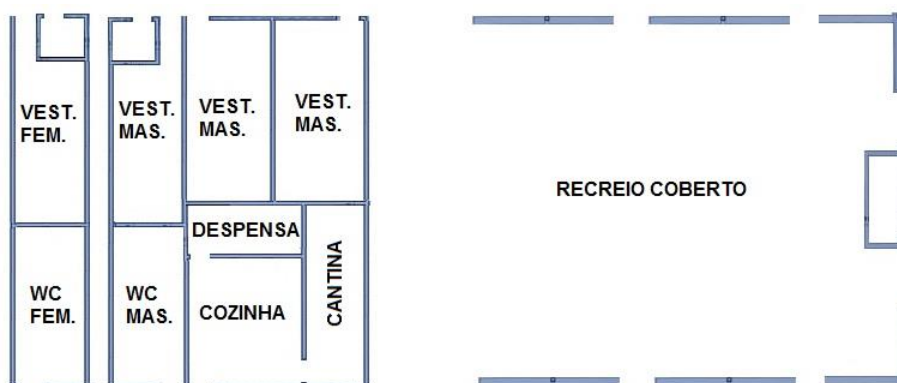 VEST.
FEM.
VEST.
MAS.
VEST.
MAS.
VEST.
MAS.
RECREIO COBERTO
DESPENSA
CANTINA
WC
FEM.
WC
MAS.
COZINHA